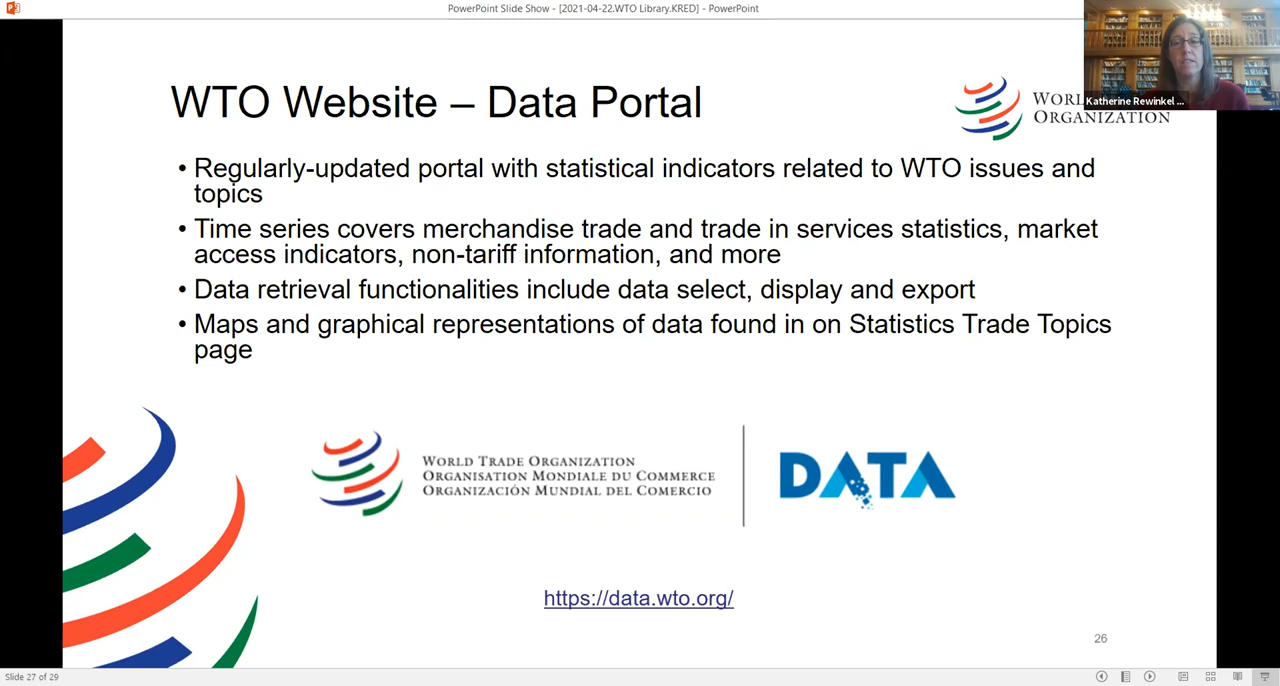 PowerPoint Slide Show - [2021-04-22.WTO Library.KRED] - PowerPoint
Katherine Rewinkel ...
WTO Website – Data Portal
WORL
ORGANIZATION
• Regularly-updated portal with statistical indicators related to WTO issues and
topics
• Time series covers merchandise trade and trade in services statistics, market
access indicators, non-tariff information, and more
• Data retrieval functionalities include data select, display and export
• Maps and graphical representations of data found in on Statistics Trade Topics
page
WORLD TRADE ORGANIZATION
ORGANISATION MONDIALE DU COMMERCE
ORGANIZACIÓN MUNDIAL DEL COMERCIO
DATA
https://data.wto.org/
26
Slide 27 of 29